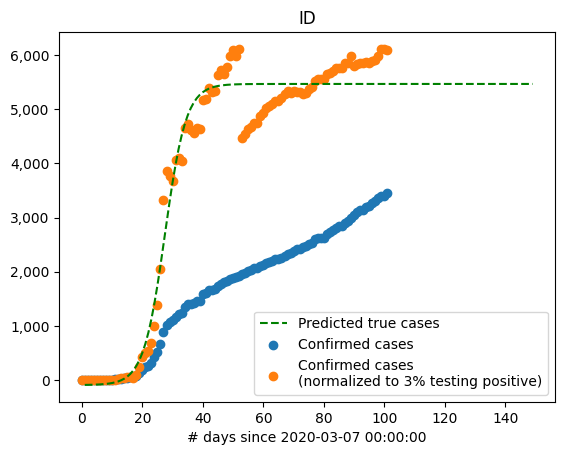 ID
6,000
5,000
4,000
3,000
2,000
1,000
0
Predicted true cases
Confirmed cases
Confirmed cases
(normalized to 3% testing positive)
0 20 40 60 80 100 120 140
# days since 2020-03-07 00:00:00